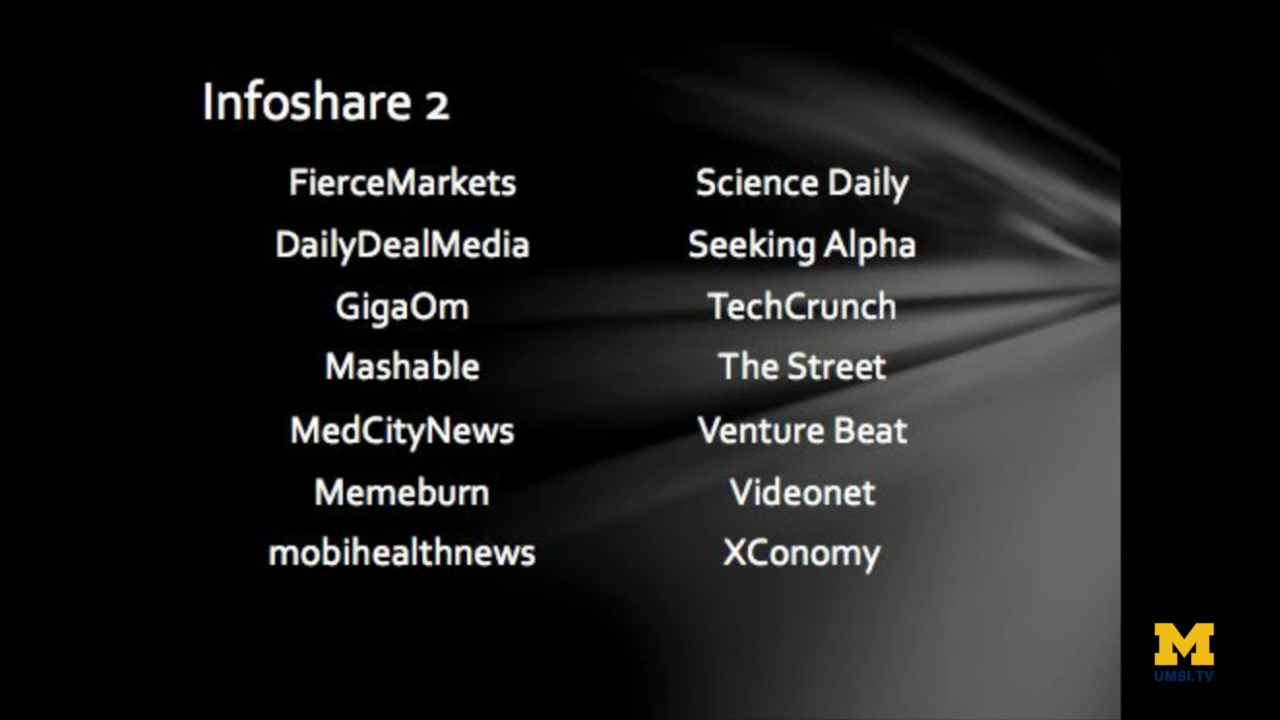 Infoshare 2
FierceMarkets
DailyDealMedia
GigaOm
Mashable
MedCityNews
Memeburn
mobihealthnews
Science Daily
Seeking Alpha
TechCrunch
The Street
Venture Beat
Videonet
XConomy
M
UMSI.TV